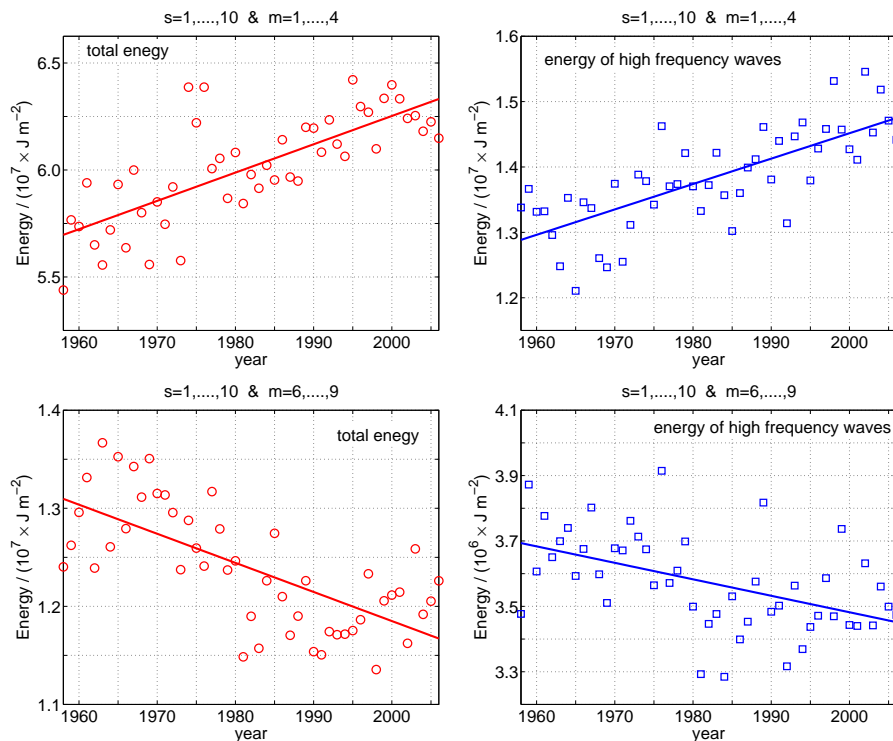 s=1,....,10 & m=1,....,4
total enegy
6.5
6.0
5.5
Energy / (10⁷ × J m⁻²)
1960 1970 1980 1990 2000
year
s=1,....,10 & m=1,....,4
energy of high frequency waves
1.6
1.5
1.4
1.3
1.2
Energy / (10⁷ × J m⁻²)
1960 1970 1980 1990 2000
year
s=1,....,10 & m=6,....,9
total enegy
1.4
1.3
1.2
1.1
Energy / (10⁷ × J m⁻²)
1960 1970 1980 1990 2000
year
s=1,....,10 & m=6,....,9
energy of high frequency waves
4.1
3.9
3.7
3.5
3.3
Energy / (10⁶ × J m⁻²)
1960 1970 1980 1990 2000
year